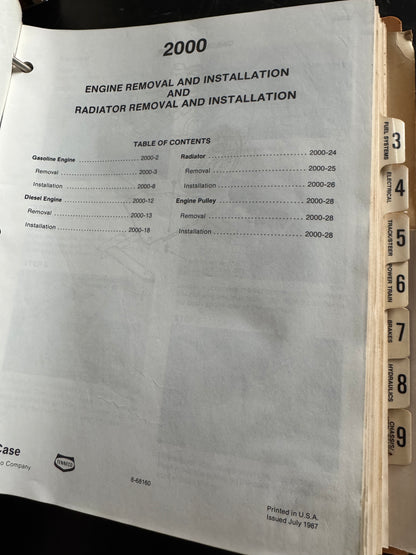 2000
ENGINE REMOVAL AND INSTALLATION
AND
RADIATOR REMOVAL AND INSTALLATION
TABLE OF CONTENTS
Gasoline Engine 2000-2
Removal 2000-3
Installation 2000-8
Diesel Engine 2000-12
Removal 2000-13
Installation 2000-18
Radiator 2000-24
Removal 2000-25
Installation 2000-26
Engine Pulley 2000-28
Removal 2000-28
Installation 2000-28
Case
o Company
TENNECO
8-68160
Printed in U.S.A.
Issued July 1987
3
FUEL SYSTEMS
4
ELECTRICAL
5
TRACK/STEER
6
POWER TRAIN
7
BRAKES
8
HYDRAULICS
9